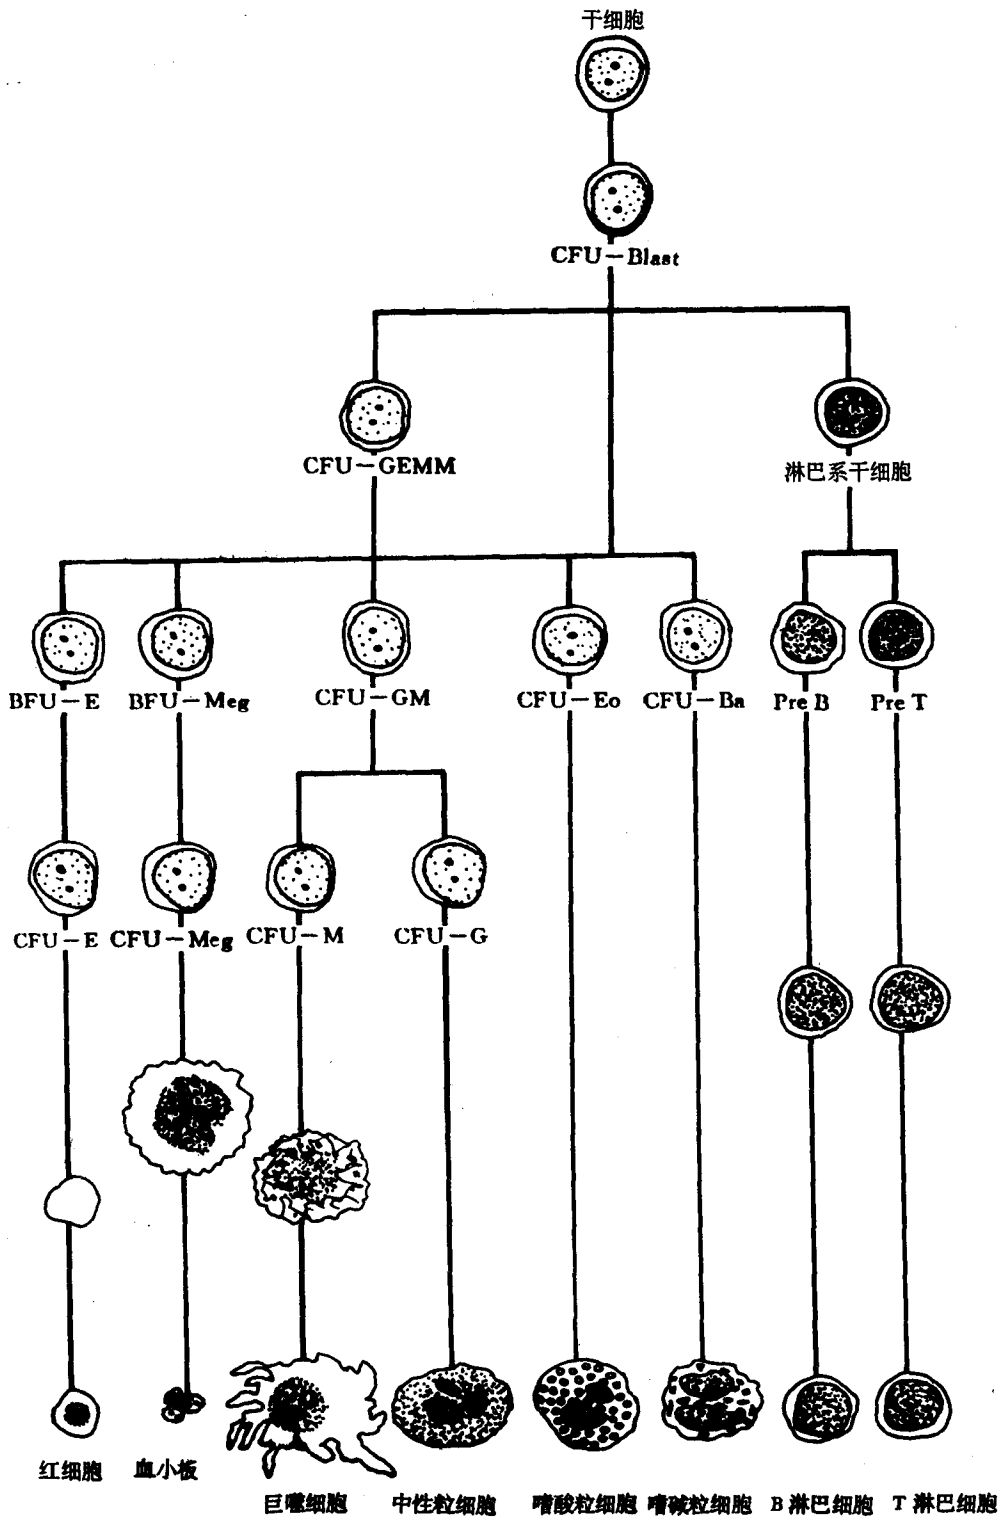 干细胞
CFU-Blast
CFU-GEMM
淋巴系干细胞
BFU-E BFU-Meg CFU-GM CFU-Eo CFU-Ba Pre B Pre T
CFU-E CFU-Meg CFU-M CFU-G
红细胞 血小板
巨噬细胞 中性粒细胞 嗜酸粒细胞 嗜碱粒细胞 B 淋巴细胞 T 淋巴细胞